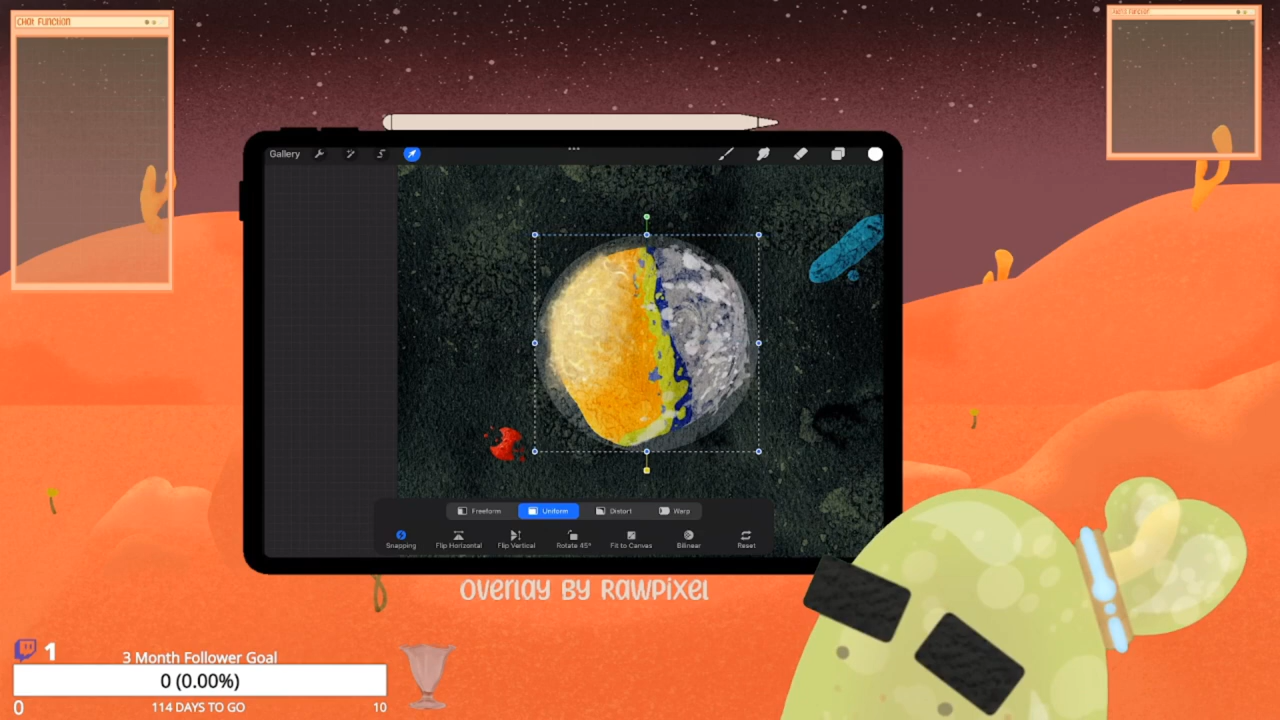 Chat Function
Gallery
Freeform
Uniform
Distort
Warp
Snapping
Flip Horizontal
Flip Vertical
Rotate 45°
Fit to Canvas
Bilinear
Reset
Overlay by Rawpixel
1
3 Month Follower Goal
0 (0.00%)
0
114 DAYS TO GO
10